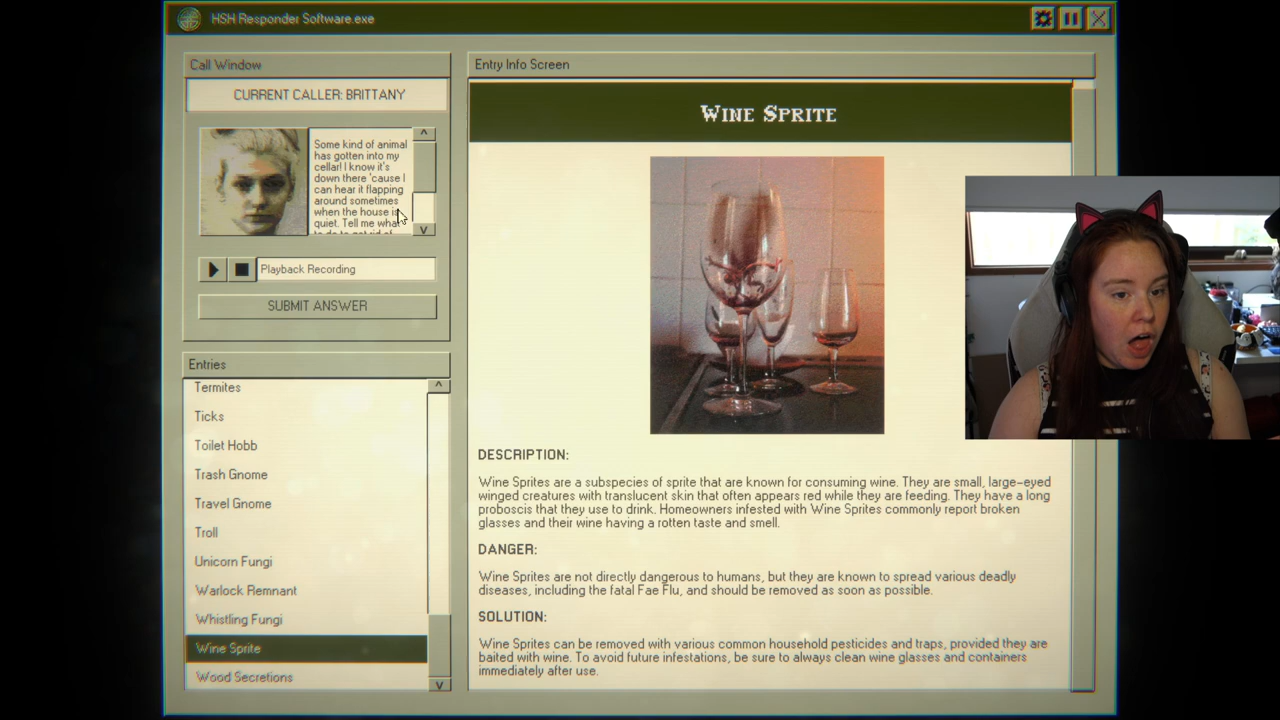 HSH Responder Software.exe
Call Window
CURRENT CALLER: BRITTANY
Some kind of animal
has gotten into my
cellar! I know it's
down there 'cause I
can hear it flapping
around sometimes
when the house is
quiet. Tell me what
to do to get rid of
Playback Recording
SUBMIT ANSWER
Entries
Termites
Ticks
Toilet Hobb
Trash Gnome
Travel Gnome
Troll
Unicorn Fungi
Warlock Remnant
Whistling Fungi
Wine Sprite
Wood Secretions
Entry Info Screen
Wine Sprite
DESCRIPTION:
Wine Sprites are a subspecies of sprite that are known for consuming wine. They are small, large-eyed
winged creatures with translucent skin that often appears red while they are feeding. They have a long
proboscis that they use to drink. Homeowners infested with Wine Sprites commonly report broken
glasses and their wine having a rotten taste and smell.
DANGER:
Wine Sprites are not directly dangerous to humans, but they are known to spread various deadly
diseases, including the fatal Fae Flu, and should be removed as soon as possible.
SOLUTION:
Wine Sprites can be removed with various common household pesticides and traps, provided they are
baited with wine. To avoid future infestations, be sure to always clean wine glasses and containers
immediately after use.